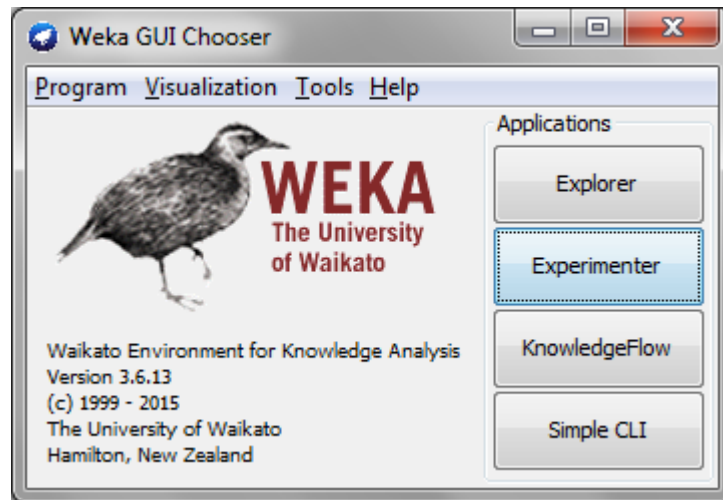 Weka GUI Chooser
Program Visualization Tools Help
WEKA
The University
of Waikato
Waikato Environment for Knowledge Analysis
Version 3.6.13
(c) 1999 - 2015
The University of Waikato
Hamilton, New Zealand
Applications
Explorer
Experimenter
KnowledgeFlow
Simple CLI